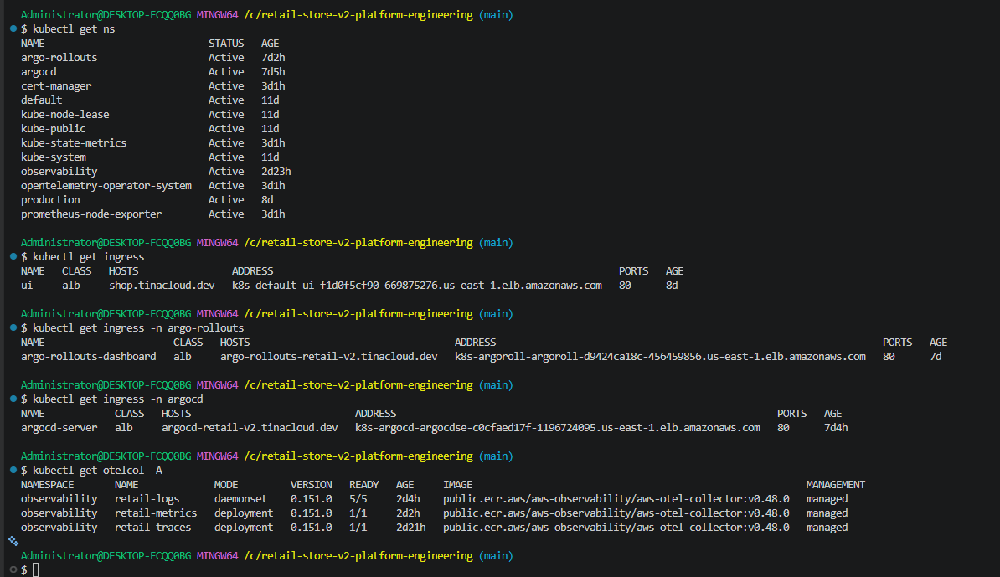 Administrator@DESKTOP-FCQQ0BG MINGW64 /c/retail-store-v2-platform-engineering (main)
$ kubectl get ns
NAME STATUS AGE
argo-rollouts Active 7d2h
argocd Active 7d5h
cert-manager Active 3d1h
default Active 11d
kube-node-lease Active 11d
kube-public Active 11d
kube-state-metrics Active 3d1h
kube-system Active 11d
observability Active 2d23h
opentelemetry-operator-system Active 3d1h
production Active 8d
prometheus-node-exporter Active 3d1h
Administrator@DESKTOP-FCQQ0BG MINGW64 /c/retail-store-v2-platform-engineering (main)
$ kubectl get ingress
NAME CLASS HOSTS ADDRESS PORTS AGE
ui alb shop.tinacloud.dev k8s-default-ui-f1d0f5cf90-669875276.us-east-1.elb.amazonaws.com 80 8d
Administrator@DESKTOP-FCQQ0BG MINGW64 /c/retail-store-v2-platform-engineering (main)
$ kubectl get ingress -n argo-rollouts
NAME CLASS HOSTS ADDRESS PORTS AGE
argo-rollouts-dashboard alb argo-rollouts-retail-v2.tinacloud.dev k8s-argoroll-argoroll-d9424ca18c-456459856.us-east-1.elb.amazonaws.com 80 7d
Administrator@DESKTOP-FCQQ0BG MINGW64 /c/retail-store-v2-platform-engineering (main)
$ kubectl get ingress -n argocd
NAME CLASS HOSTS ADDRESS PORTS AGE
argocd-server alb argocd-retail-v2.tinacloud.dev k8s-argocd-argocdse-c0cfaed17f-1196724095.us-east-1.elb.amazonaws.com 80 7d4h
Administrator@DESKTOP-FCQQ0BG MINGW64 /c/retail-store-v2-platform-engineering (main)
$ kubectl get otelcol -A
NAMESPACE NAME MODE VERSION READY AGE IMAGE MANAGEMENT
observability retail-logs daemonset 0.151.0 5/5 2d4h public.ecr.aws/aws-observability/aws-otel-collector:v0.48.0 managed
observability retail-metrics deployment 0.151.0 1/1 2d2h public.ecr.aws/aws-observability/aws-otel-collector:v0.48.0 managed
observability retail-traces deployment 0.151.0 1/1 2d21h public.ecr.aws/aws-observability/aws-otel-collector:v0.48.0 managed
Administrator@DESKTOP-FCQQ0BG MINGW64 /c/retail-store-v2-platform-engineering (main)
$